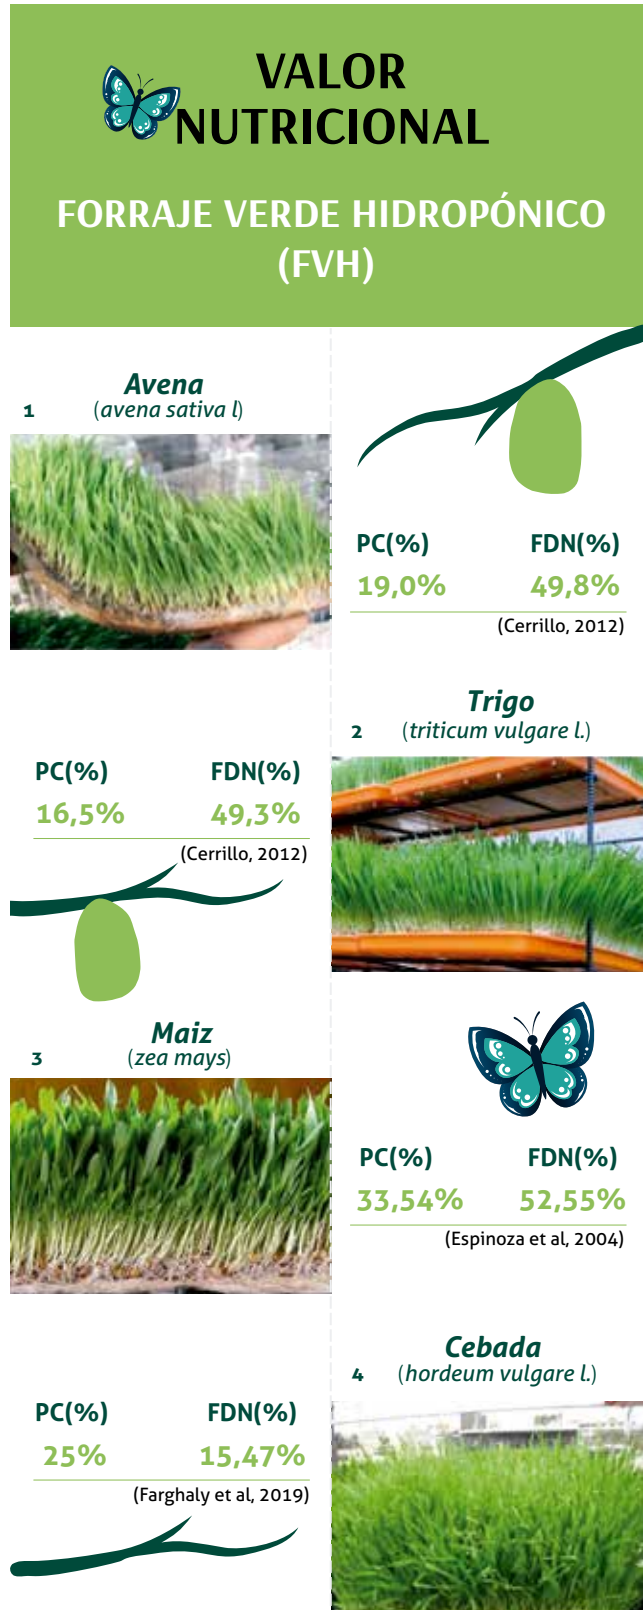 VALOR
NUTRICIONAL
FORRAJE VERDE HIDROPÓNICO
(FVH)
Avena
1 (avena sativa l)
PC(%) FDN(%)
19,0% 49,8%
(Cerrillo, 2012)
Trigo
2 (triticum vulgare l.)
PC(%) FDN(%)
16,5% 49,3%
(Cerrillo, 2012)
Maiz
3 (zea mays)
PC(%) FDN(%)
33,54% 52,55%
(Espinoza et al, 2004)
Cebada
4 (hordeum vulgare l.)
PC(%) FDN(%)
25% 15,47%
(Farghaly et al, 2019)